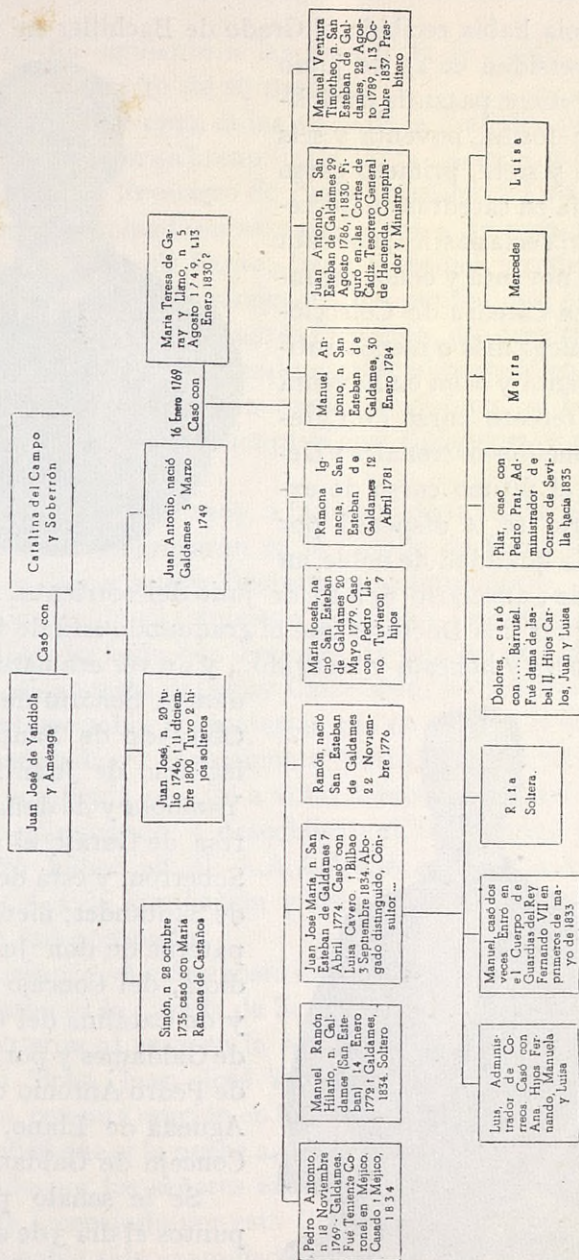 Juan José de Yandiola
y Amézaga
Casó con
Catalina del Campo
y Soberrón
Simón, n 28 octubre
1735 casó con Maria
Ramona de Castaños
Juan José, n. 20 ju-
lio 1746, † 11 diciem-
bre 1800 Tuvo 2 hi-
jos solteros
Juan Antonio, nació
Galdames 5 Marzo
1749
16 Enero 1769
Casó con
Maria Teresa de Ga-
ray y Llano, n 5
Agosto 1749, † 13
Enero 1830 ?
Pedro Antonio,
n 18 Noviembre
1769 - Galdames.
Fué Teniente Co
ronel en Méjico.
Casado † Méjico,
1834
Manuel Ramón
Hilario, n. Gal-
dames (San Este-
ban) 14 Enero
1772 † Galdames,
1834. Soltero
Juan José Maria, n San
Esteban de Galdames 7
Abril 1774. Casó con
Luisa Cavero. † Bilbao
3 Septiembre 1834. Abo-
gado distinguido, Con-
sultor ...
Ramón, nació
San Esteban
de Galdames
22 Noviem-
bre 1776
Maria Josefa, na-
ció San Esteban
de Galdames 20
Mayo 1779. Casó
con Pedro Lla-
no. Tuvieron 7
hijos
Ramona Ig-
nacia, n San
Esteban de
Galdames 12
Abril 1781
Manuel An-
tonio, n San
Esteban de
Galdames, 30
Enero 1784
Juan Antonio, n San
Esteban de Galdames 29
Agosto 1786, † 1830. Fi-
guró en las Cortes de
Cádiz. Tesorero General
de Hacienda. Conspira-
dor y Ministro.
Manuel Ventura
Timotheo, n. San
Esteban de Gal-
dames, 22 Agos-
to 1789, † 13 Oc-
tubre 1837. Pres-
bítero
Luis, Adminis-
trador de Co-
rreos. Casó con
Ana Hijos Fer-
nando, Manuela
y Luisa
Manuel, casó dos
veces Entró en
el Cuerpo de
Guardias del Rey
Fernando VII en
primeros de ma-
yo de 1833
Rita
Soltera.
Dolores, casó
con .... Bárrutel.
Fué dama de Isa-
bel II. Hijos Car-
los, Juan y Luisa
Pilar, casó con
Pedro Prat, Ad-
ministrador de
Correos de Sevi-
lla hacia 1835
Marta
Mercedes
Luisa